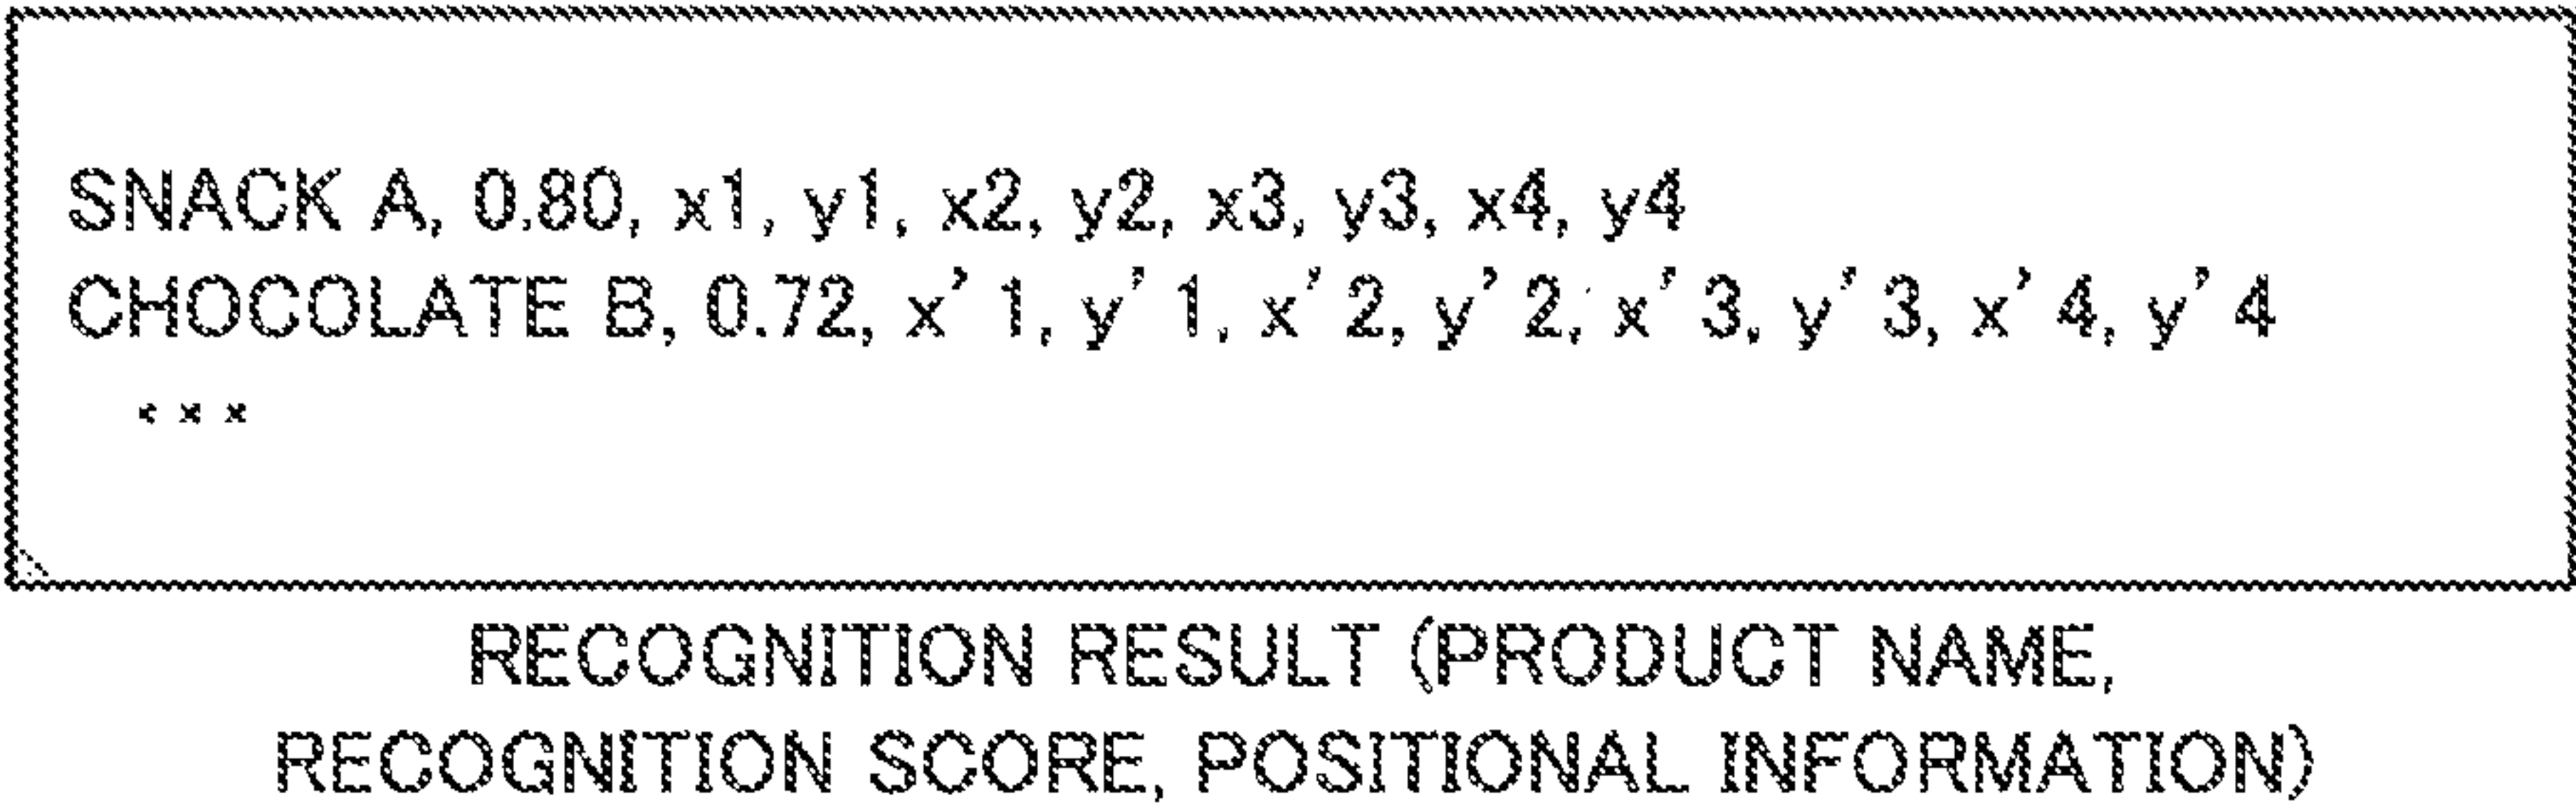 SNACK A, 0.80, x1, y1, x2, y2, x3, y3, x4, y4
CHOCOLATE B, 0.72, x’1, y’1, x’2, y’2, x’3, y’3, x’4, y’4
･･･
RECOGNITION RESULT (PRODUCT NAME,
RECOGNITION SCORE, POSITIONAL INFORMATION)